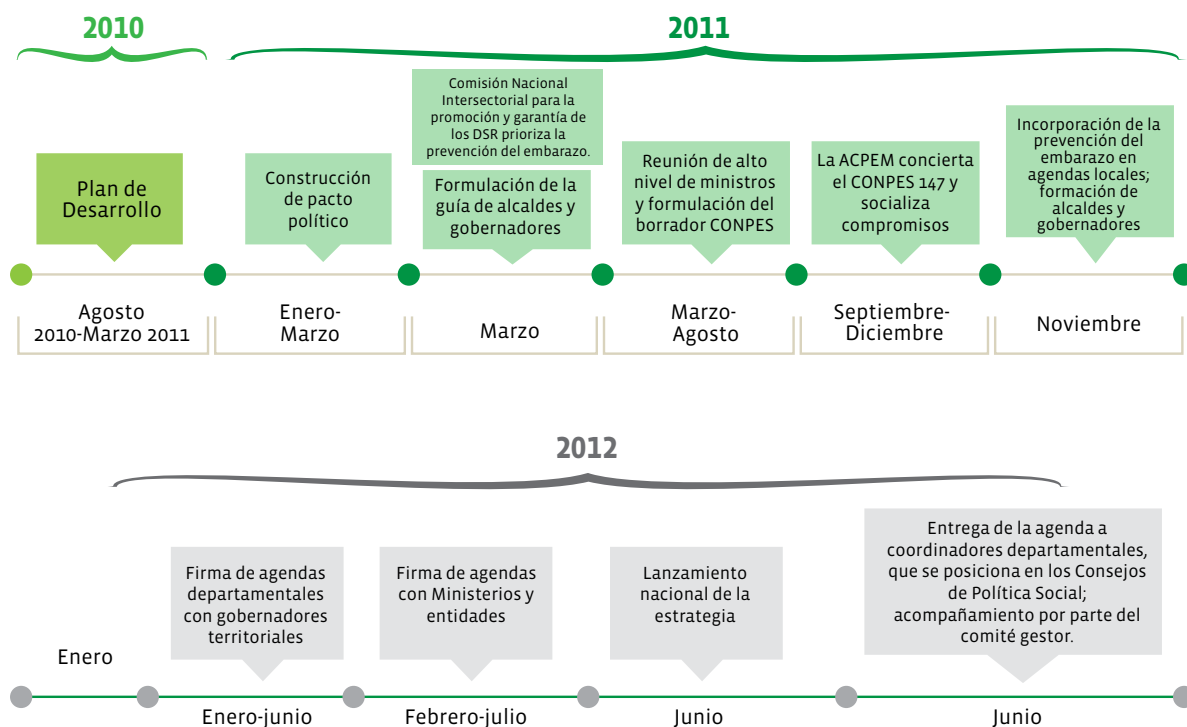 2010
2011
Plan de
Desarrollo
Construcción
de pacto
político
Comisión Nacional
Intersectorial para la
promoción y garantía de
los DSR prioriza la
prevención del embarazo.
Formulación de la
guía de alcaldes y
gobernadores
Reunión de alto
nivel de ministros
y formulación del
borrador CONPES
La ACPEM concierta
el CONPES 147 y
socializa
compromisos
Incorporación de la
prevención del
embarazo en
agendas locales;
formación de
alcaldes y
gobernadores
Agosto
2010-Marzo 2011
Enero-
Marzo
Marzo
Marzo-
Agosto
Septiembre-
Diciembre
Noviembre
2012
Enero
Firma de agendas
departamentales
con gobernadores
territoriales
Firma de agendas
con Ministerios y
entidades
Lanzamiento
nacional de la
estrategia
Entrega de la agenda a
coordinadores departamentales,
que se posiciona en los Consejos
de Política Social;
acompañamiento por parte del
comité gestor.
Enero-junio
Febrero-julio
Junio
Junio